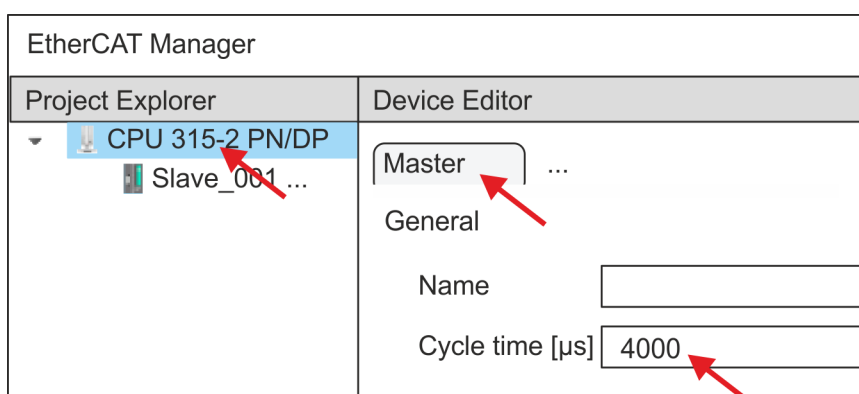 EtherCAT Manager
Project Explorer
Device Editor
CPU 315-2 PN/DP
Slave_001 ...
Master
...
General
Name
Cycle time [µs]
4000